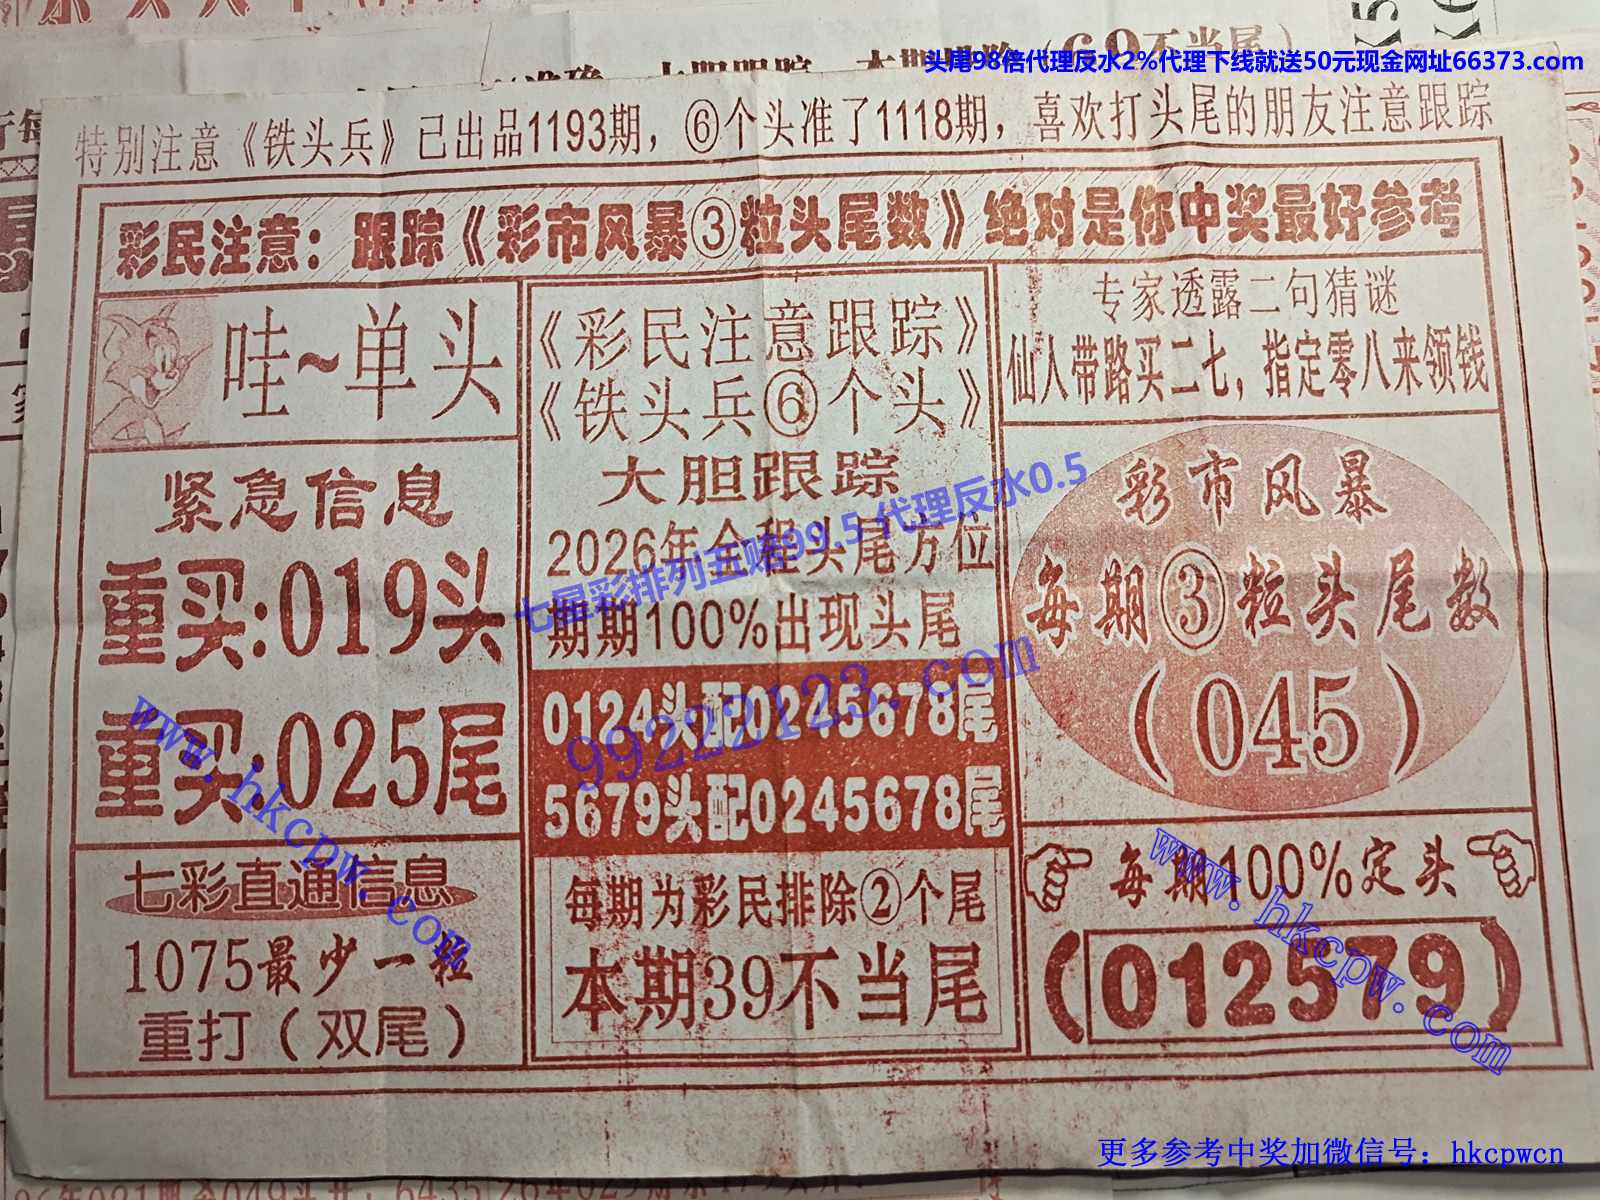 头尾98倍代理反水2%代理下线就送50元现金网址66373.com
特别注意《铁头兵》已出品1193期，⑥个头准了1118期，喜欢打头尾的朋友注意跟踪
彩民注意：跟踪《彩市风暴③粒头尾数》绝对是你中奖最好参考
哇~单头
紧急信息
重买:019头
重买:025尾
七彩直通信息
1075最少一粒
重打（双尾）
《彩民注意跟踪》
《铁头兵⑥个头》
大胆跟踪
2026年全程头尾方位
期期100%出现头尾
0124头配0245678尾
5679头配0245678尾
每期为彩民排除②个尾
本期39不当尾
专家透露二句猜谜
仙人带路买二七，指定零八来领钱
彩市风暴
每期③粒头尾数
（045）
每期100%定头
（012579）
七星彩排列五赔99.5 代理反水0.5
99222123.com
www.hkcpw.com
www.hkcpw.com
更多参考中奖加微信号：hkcpwcn